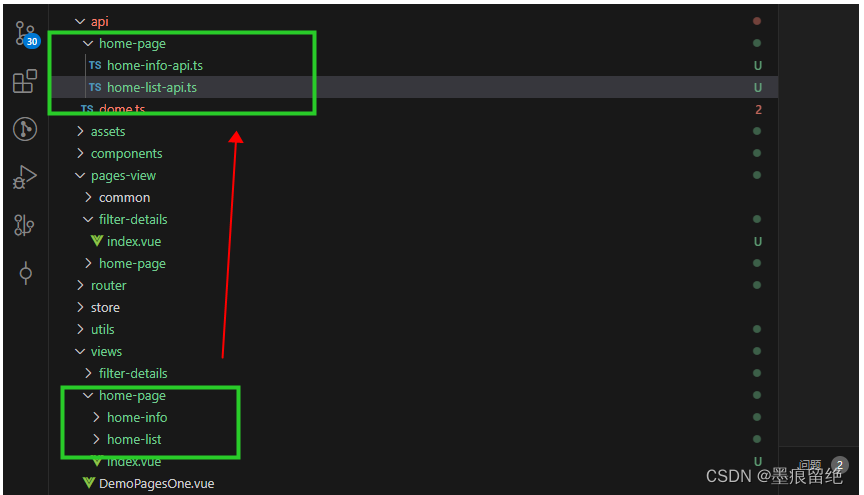 api
30
home-page
TS home-info-api.ts U
TS home-list-api.ts U
TS dome.ts 2
assets
components
pages-view
common
filter-details
index.vue U
home-page
router
store
utils
views
filter-details
home-page
home-info
home-list
index.vue U
问题 2
CSDN @墨痕留绝
DemoPagesOne.vue